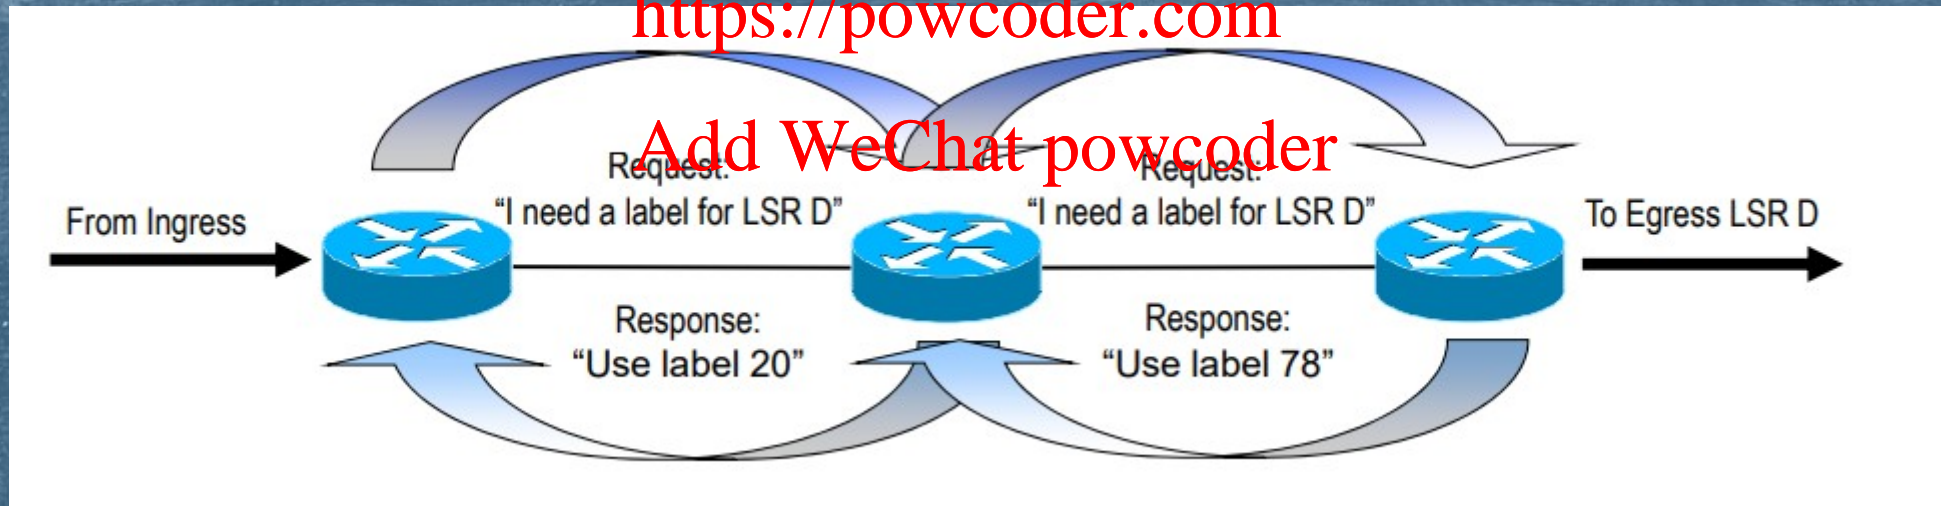 https://powcoder.com
Add WeChat powcoder
Request:
“I need a label for LSR D”
Request:
“I need a label for LSR D”
From Ingress
To Egress LSR D
Response:
“Use label 20”
Response:
“Use label 78”